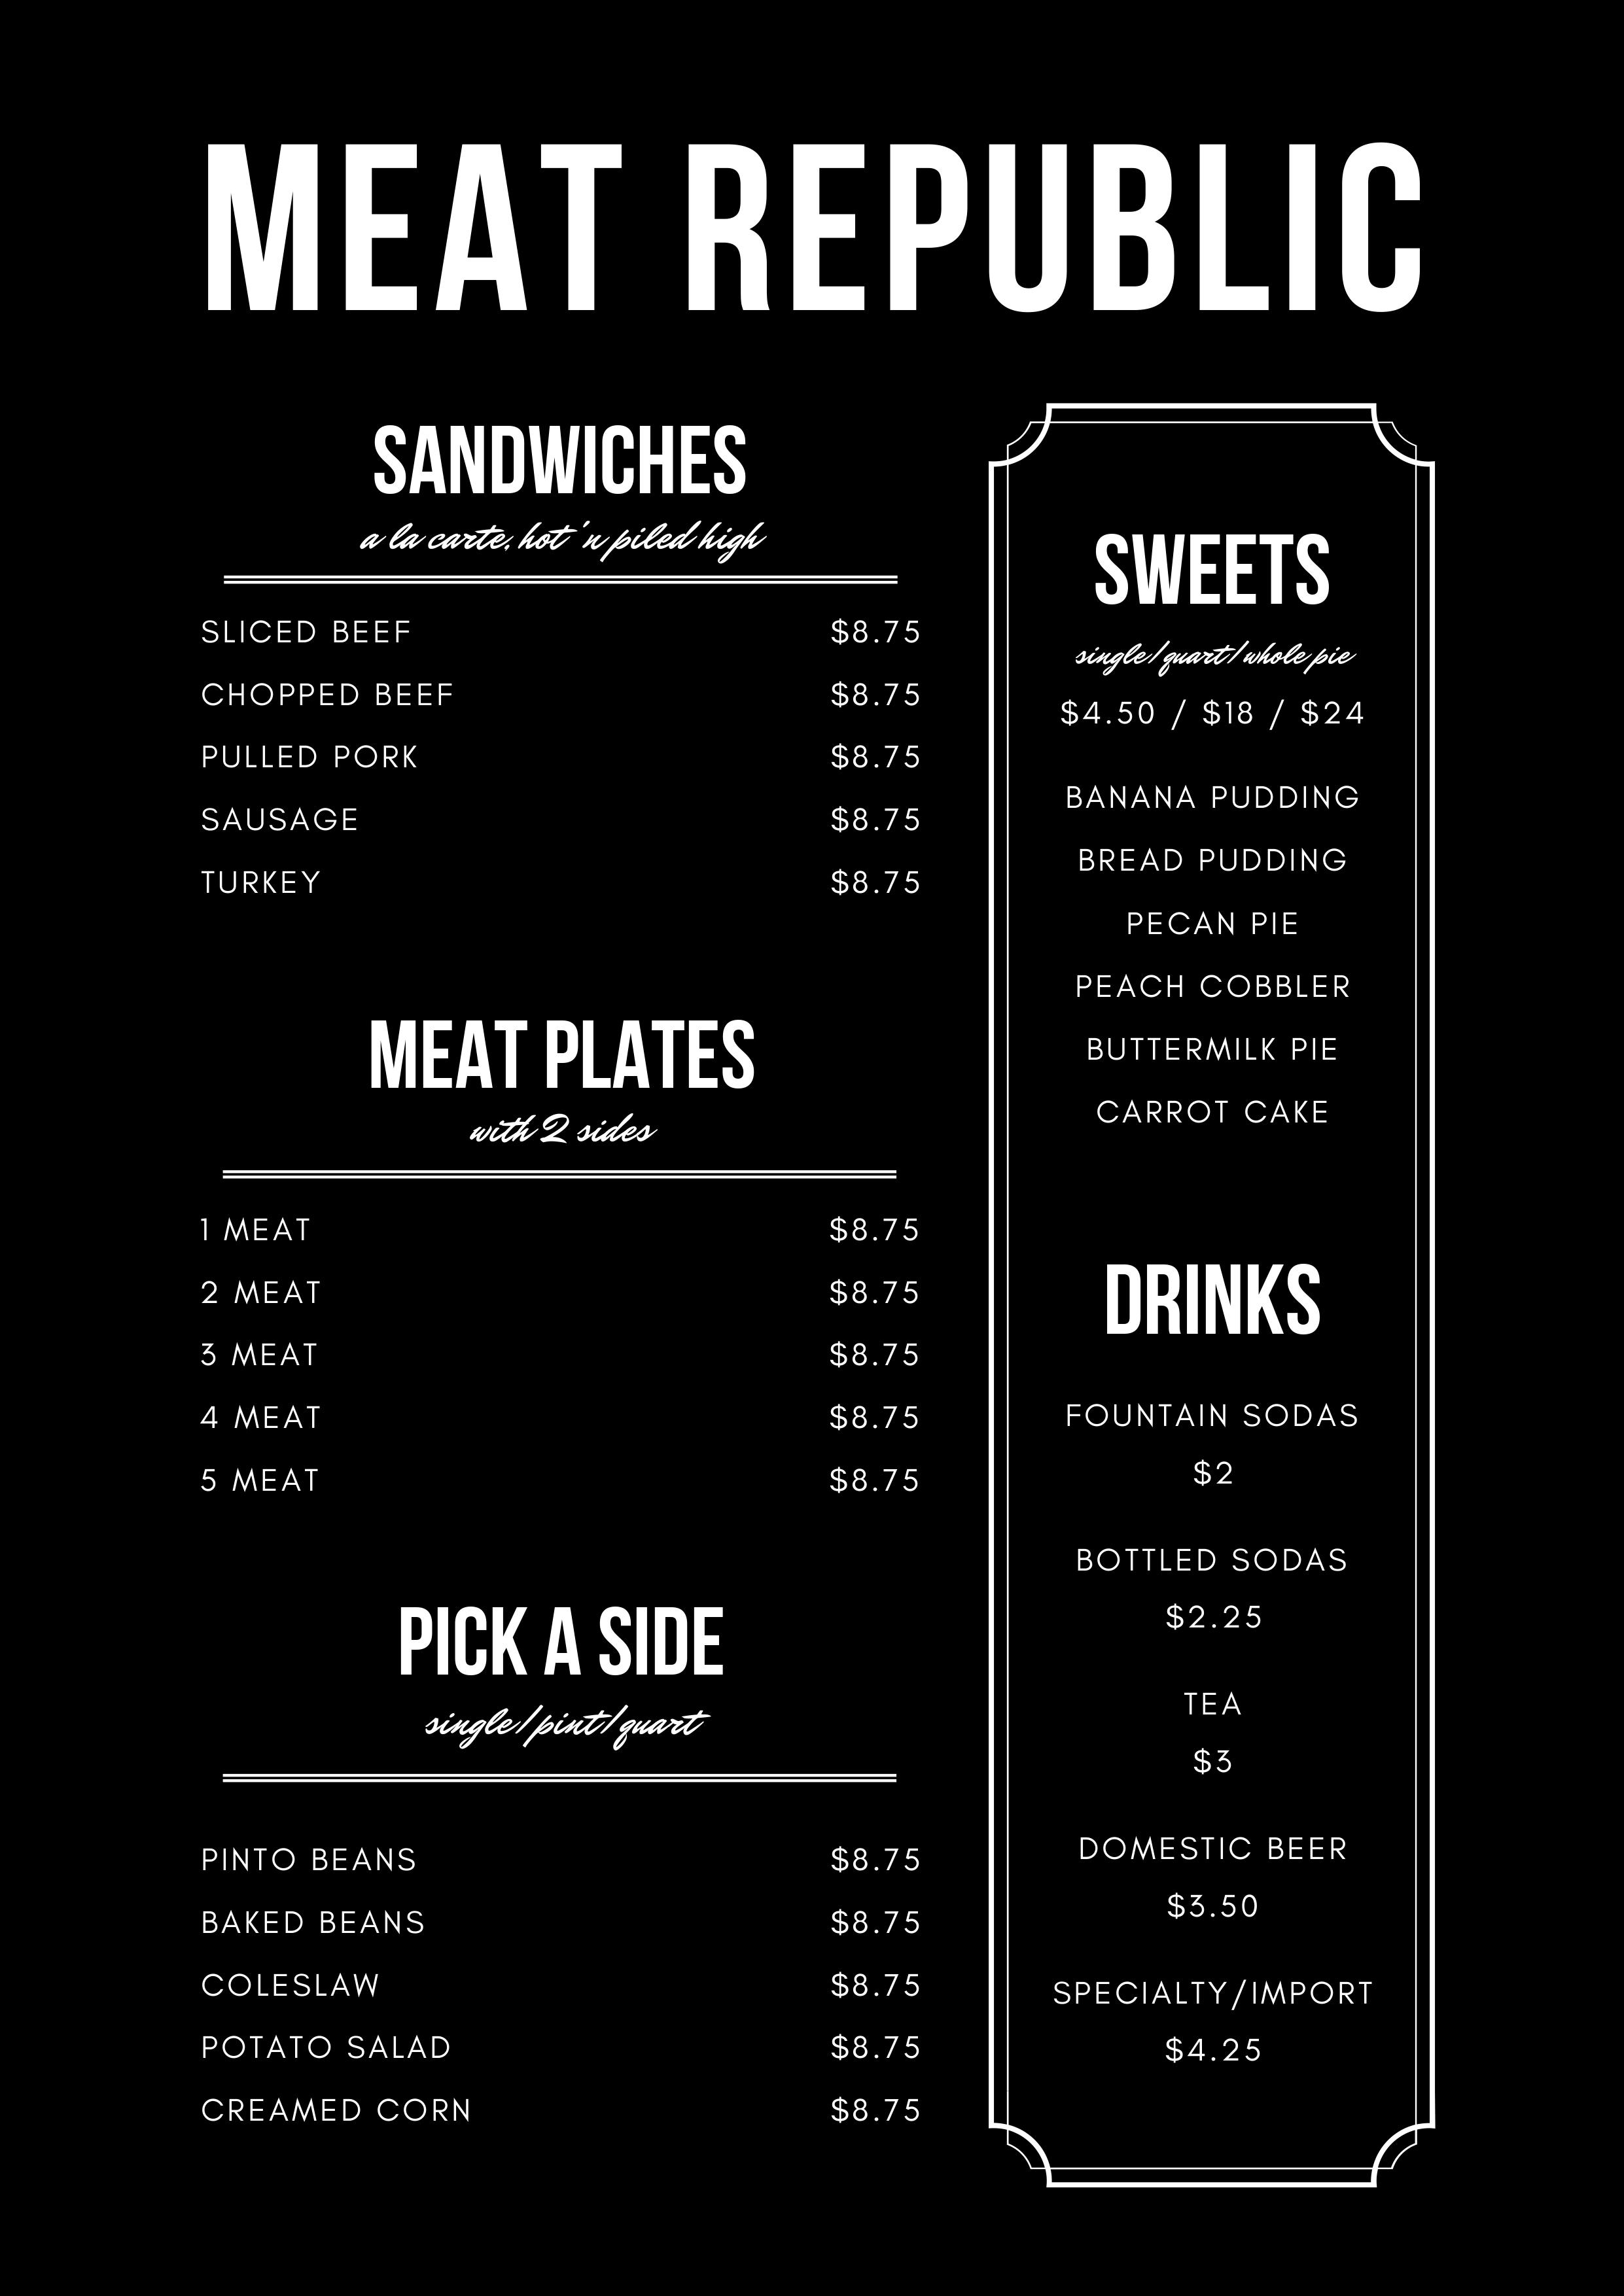 MEAT REPUBLIC
SANDWICHES
a la carte, hot 'n piled high
SLICED BEEF $8.75
CHOPPED BEEF $8.75
PULLED PORK $8.75
SAUSAGE $8.75
TURKEY $8.75
MEAT PLATES
with 2 sides
1 MEAT $8.75
2 MEAT $8.75
3 MEAT $8.75
4 MEAT $8.75
5 MEAT $8.75
PICK A SIDE
single/pint/quart
PINTO BEANS $8.75
BAKED BEANS $8.75
COLESLAW $8.75
POTATO SALAD $8.75
CREAMED CORN $8.75
SWEETS
single/quart/whole pie
$4.50 / $18 / $24
BANANA PUDDING
BREAD PUDDING
PECAN PIE
PEACH COBBLER
BUTTERMILK PIE
CARROT CAKE
DRINKS
FOUNTAIN SODAS
$2
BOTTLED SODAS
$2.25
TEA
$3
DOMESTIC BEER
$3.50
SPECIALTY/IMPORT
$4.25